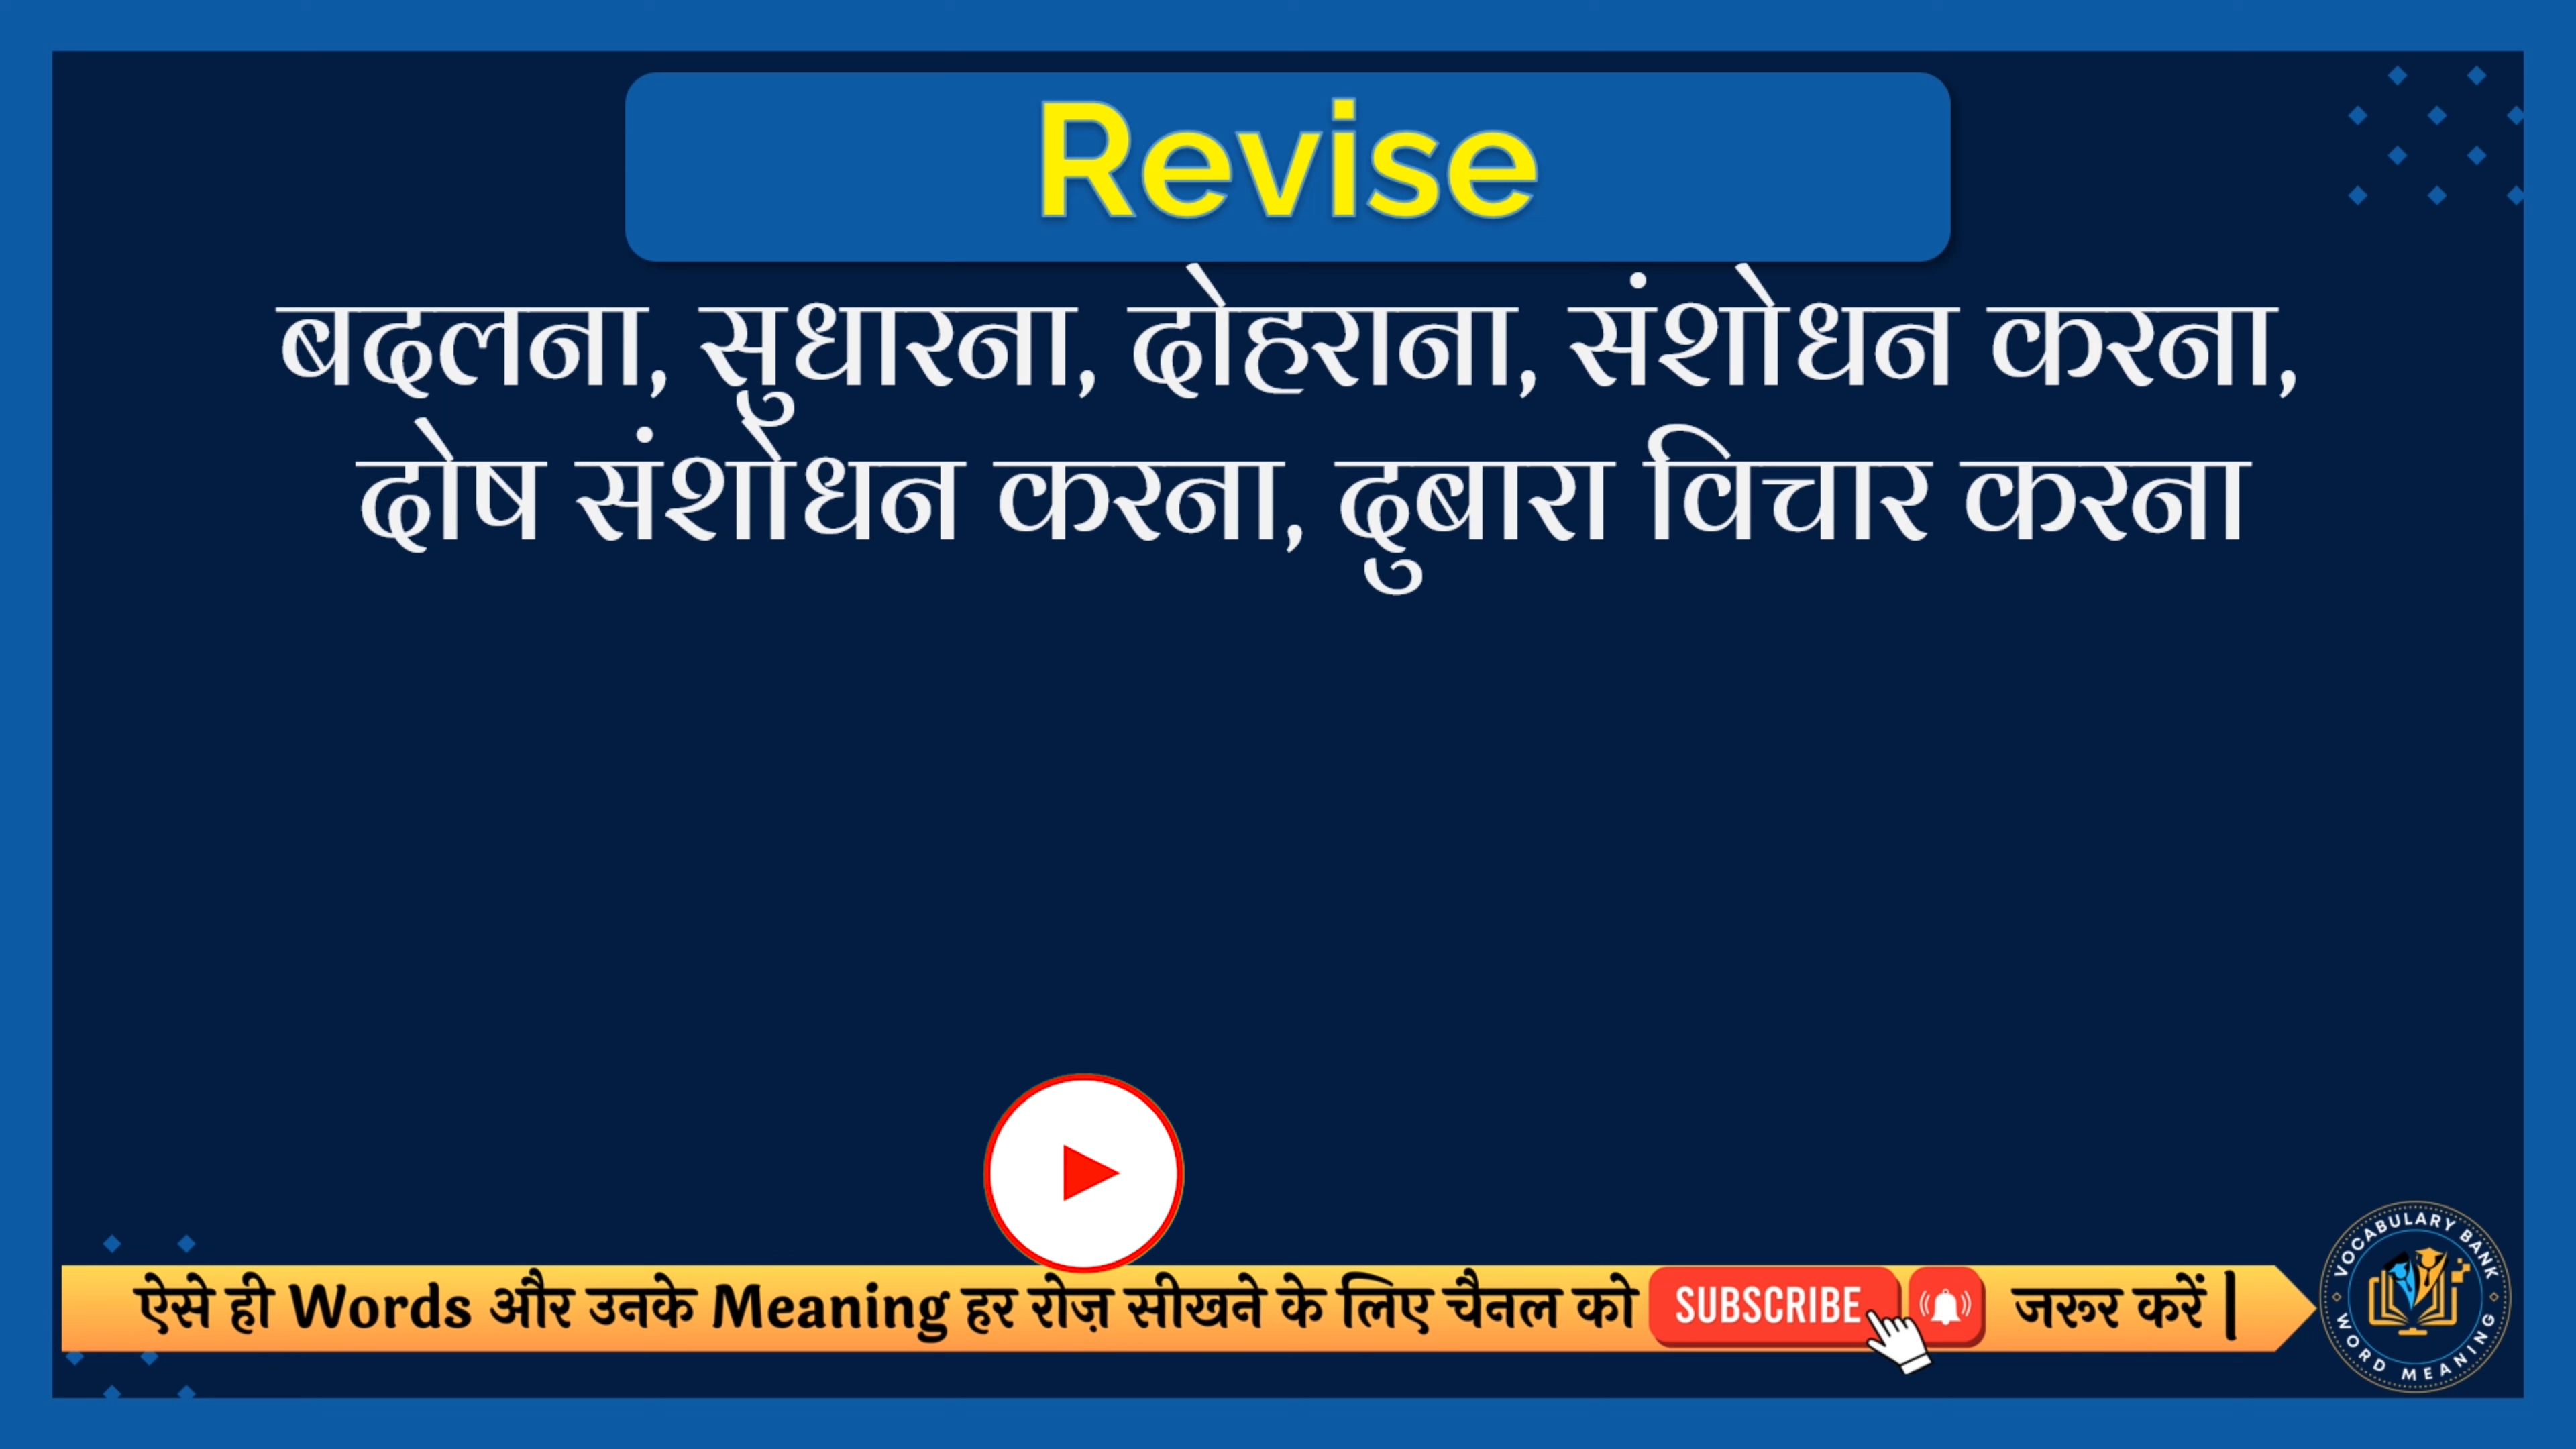 Revise
बदलना, सुधारना, दोहराना, संशोधन करना,
दोष संशोधन करना, दुबारा विचार करना
ऐसे ही Words और उनके Meaning हर रोज़ सीखने के लिए चैनल को SUBSCRIBE जरूर करें |
VOCABULARY BANK
WORD MEANING